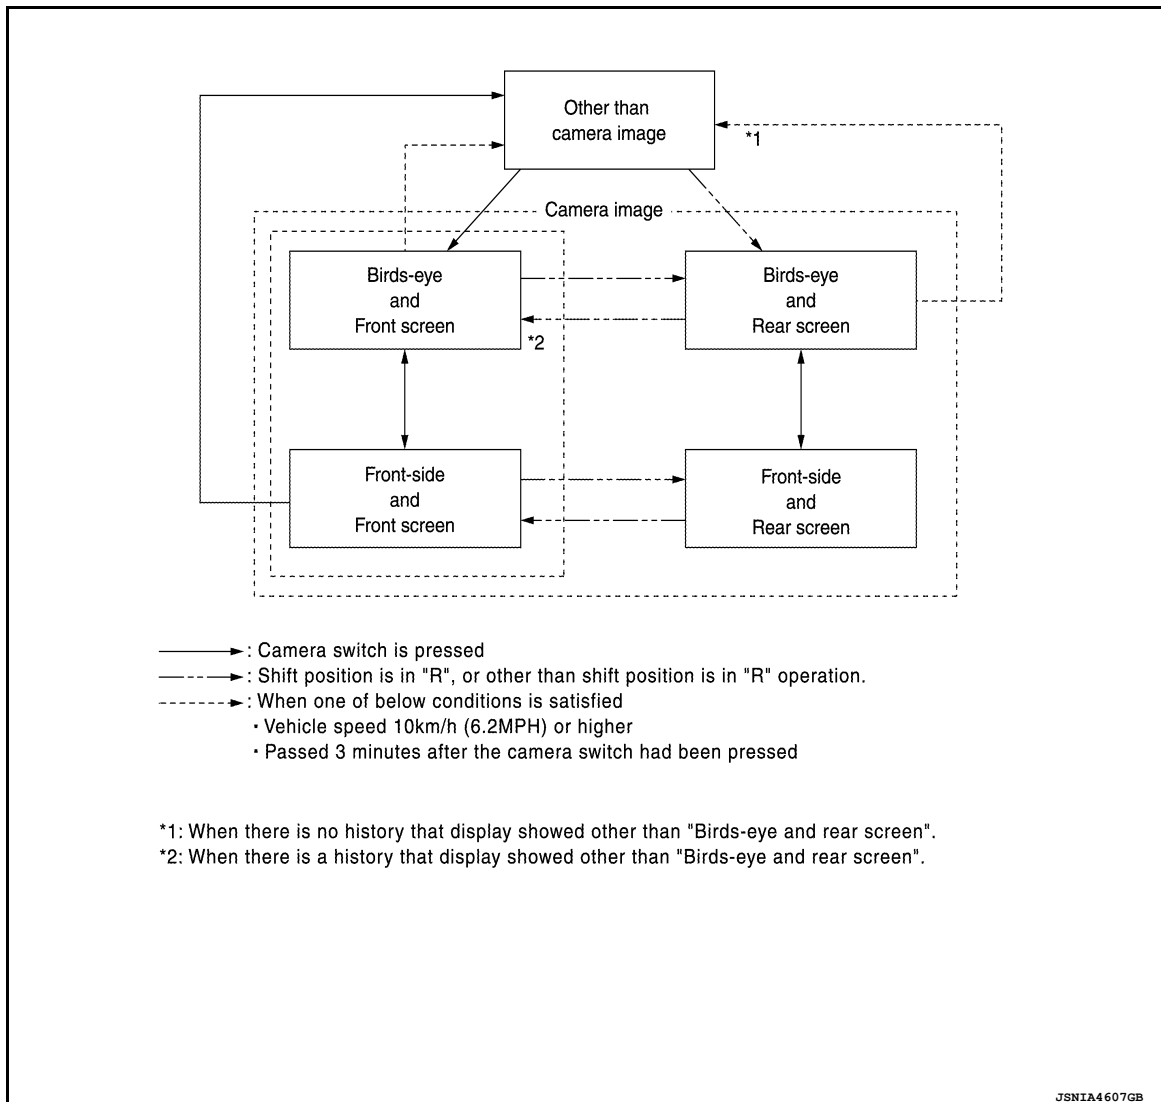 Other than
camera image
*1
Camera image
Birds-eye
and
Front screen
Birds-eye
and
Rear screen
*2
Front-side
and
Front screen
Front-side
and
Rear screen
: Camera switch is pressed
: Shift position is in "R", or other than shift position is in "R" operation.
: When one of below conditions is satisfied
· Vehicle speed 10km/h (6.2MPH) or higher
· Passed 3 minutes after the camera switch had been pressed
*1: When there is no history that display showed other than "Birds-eye and rear screen".
*2: When there is a history that display showed other than "Birds-eye and rear screen".
JSNIA4607GB